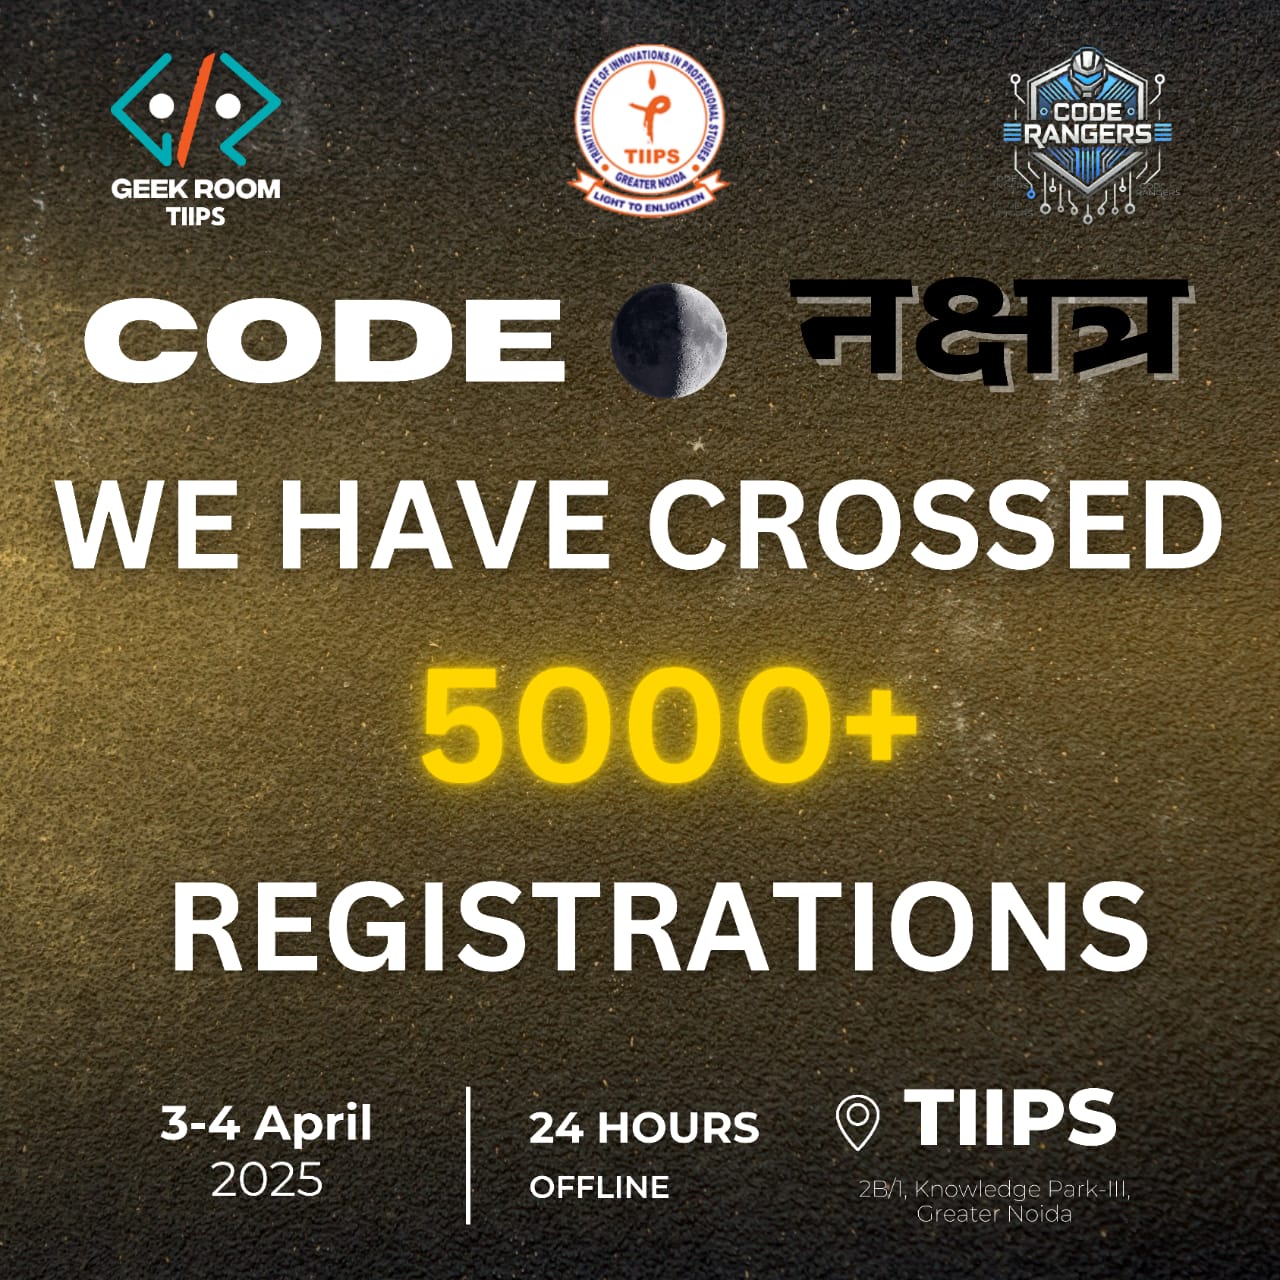 GEEK ROOM
TIIPS
TRINITY INSTITUTE OF INNOVATIONS IN PROFESSIONAL STUDIES
TIIPS
GREATER NOIDA
LIGHT TO ENLIGHTEN
CODE
RANGERS
CODE नक्षत्र
WE HAVE CROSSED
5000+
REGISTRATIONS
3-4 April
2025
24 HOURS
OFFLINE
TIIPS
2B/1, Knowledge Park-III,
Greater Noida